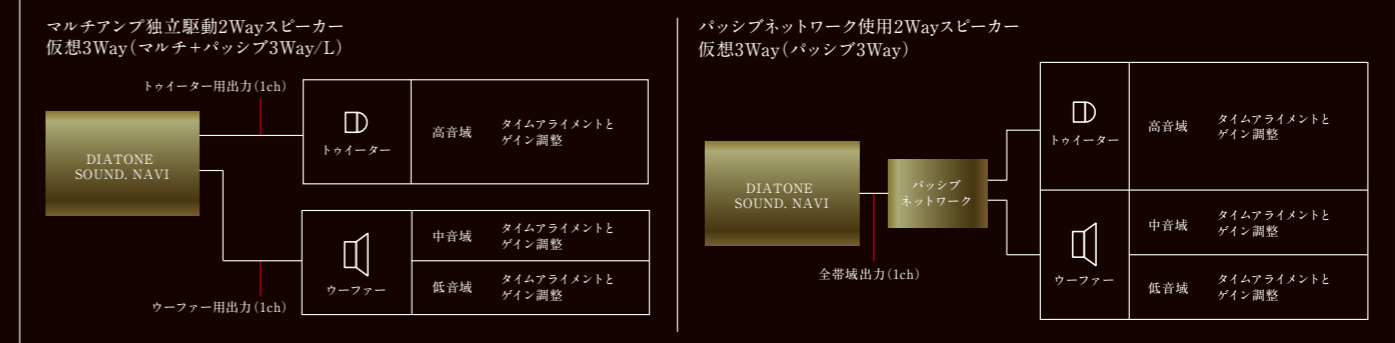 マルチアンプ独立駆動2Wayスピーカー
仮想3Way(マルチ+パッシブ3Way/L)
トゥイーター用出力(1ch)
DIATONE
SOUND. NAVI
トゥイーター
高音域
タイムアライメントと
ゲイン調整
ウーファー
中音域
タイムアライメントと
ゲイン調整
低音域
タイムアライメントと
ゲイン調整
ウーファー用出力(1ch)
パッシブネットワーク使用2Wayスピーカー
仮想3Way(パッシブ3Way)
DIATONE
SOUND. NAVI
パッシブ
ネットワーク
全帯域出力(1ch)
トゥイーター
高音域
タイムアライメントと
ゲイン調整
ウーファー
中音域
タイムアライメントと
ゲイン調整
低音域
タイムアライメントと
ゲイン調整